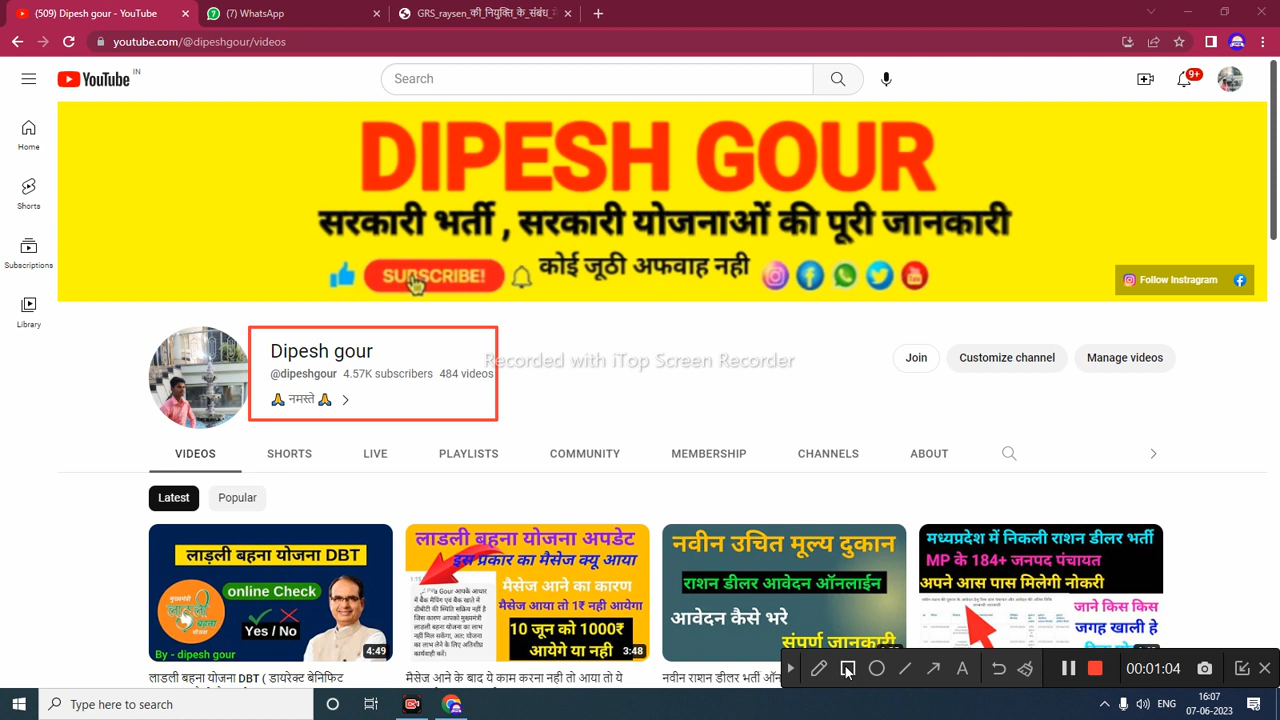 (509) Dipesh gour - YouTube
(7) WhatsApp
GRS_raysen_की_नियुक्ति_के_संबंध_मे
youtube.com/@dipeshgour/videos
YouTube IN
Search
9+
Home
Shorts
Subscriptions
Library
DIPESH GOUR
सरकारी भर्ती , सरकारी योजनाओं की पूरी जानकारी
SUBSCRIBE!
कोई जूठी अफवाह नही
Follow Instagram
Dipesh gour
@dipeshgour 4.57K subscribers 484 videos
🙏 नमस्ते 🙏
Recorded with iTop Screen Recorder
Join
Customize channel
Manage videos
VIDEOS
SHORTS
LIVE
PLAYLISTS
COMMUNITY
MEMBERSHIP
CHANNELS
ABOUT
Latest
Popular
लाड़ली बहना योजना DBT
online Check
Yes / No
By - dipesh gour
4:49
लाडली बहना योजना DBT ( डायरेक्ट बेनिफिट
लाडली बहना योजना अपडेट
इस प्रकार का मैसेज क्यू आया
मैसेज आने का कारण
मैसेज आया तो 1₹ नही आयेगा
10 जून को 1000₹
आयेगे या नही
3:48
मैसेज आने के बाद ये काम करना नही तो आया तो ये
नवीन उचित मूल्य दुकान
राशन डीलर आवेदन ऑनलाईन
आवेदन कैसे भरे
संपूर्ण जानकारी
नवीन राशन डीलर भर्ती
मध्यप्रदेश में निकली राशन डीलर भर्ती
MP के 184+ जनपद पंचायत
अपने आस पास मिलेगी नोकरी
जाने किस किस
जगह खाली हे
00:01:04
Type here to search
ENG
16:07
07-06-2023